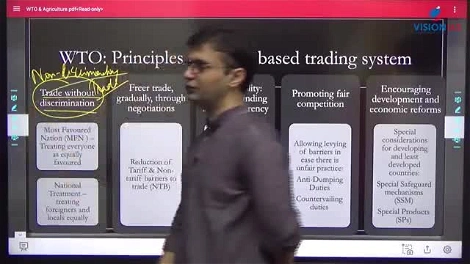 WTO & Agriculture pdf•Read-only•
VISION
WTO: Principles
based trading system
Non-discriminatory
Trade
Trade without
discrimination
Most Favoured
Nation (MFN) –
Treating everyone
as equally
favoured
National
Treatment –
treating
foreigners and
locals equally
Freer trade,
gradually, through
negotiations
Reduction of
Tariff & Non-
tariff barriers to
trade (NTB)
Promoting fair
competition
Allowing levying
of barriers in
case there is
unfair practice:
Anti-Dumping
Duties
Countervailing
duties
Encouraging
development and
economic reforms
Special
considerations for
developing and
least developed
countries:
Special Safeguard
mechanisms
(SSM)
Special
Products (SPs)